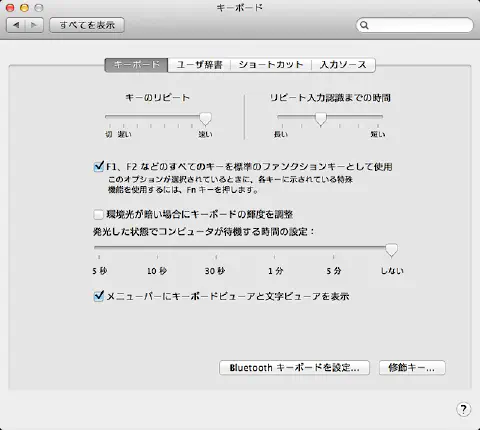 キーボード
すべてを表示
キーボード ユーザ辞書 ショートカット 入力ソース
キーのリピート リピート入力認識までの時間
切 遅い 速い 長い 短い
F1、F2 などのすべてのキーを標準のファンクションキーとして使用
このオプションが選択されているときに、各キーに示されている特殊
機能を使用するには、Fn キーを押します。
環境光が暗い場合にキーボードの輝度を調整
発光した状態でコンピュータが待機する時間の設定：
5 秒 10 秒 30 秒 1 分 5 分 しない
メニューバーにキーボードビューアと文字ビューアを表示
Bluetooth キーボードを設定... 修飾キー...
?